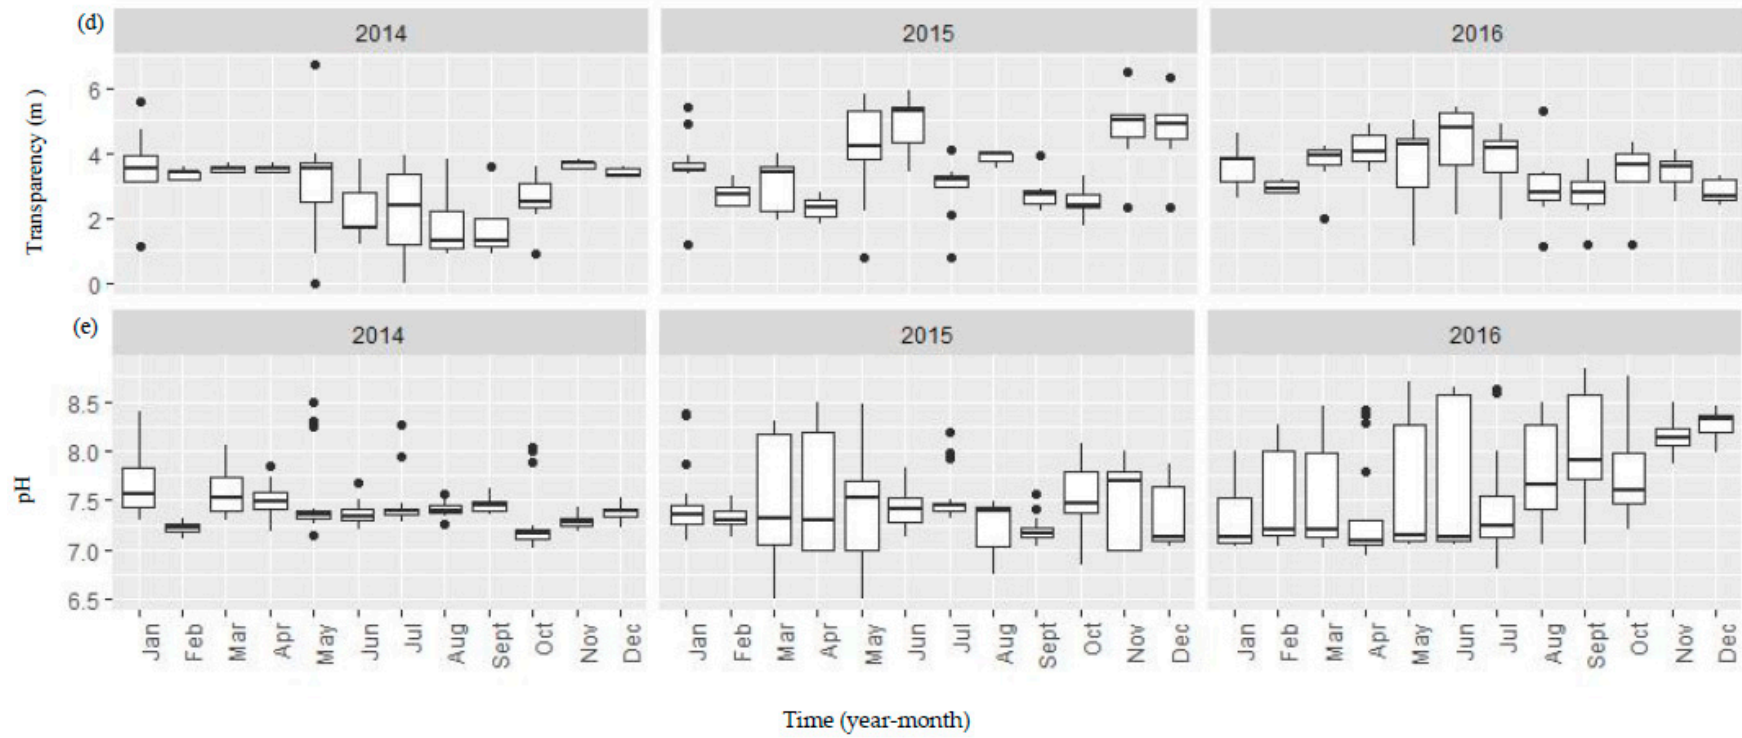 (d)
2014 2015 2016
Transparency (m )
6
4
2
0
(e)
2014 2015 2016
pH
8.5
8.0
7.5
7.0
6.5
Jan Feb Mar Apr May Jun Jul Aug Sept Oct Nov Dec Jan Feb Mar Apr May Jun Jul Aug Sept Oct Nov Dec Jan Feb Mar Apr May Jun Jul Aug Sept Oct Nov Dec
Time (year-month)